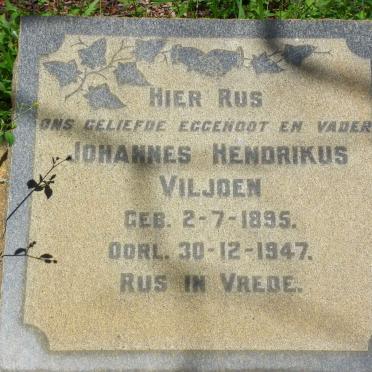 HIER RUS
ONS GELIEFDE EGGENOOT EN VADER
JOHANNES HENDRIKUS
VILJOEN
GEB. 2-7-1895.
OORL. 30-12-1947.
RUS IN VREDE.